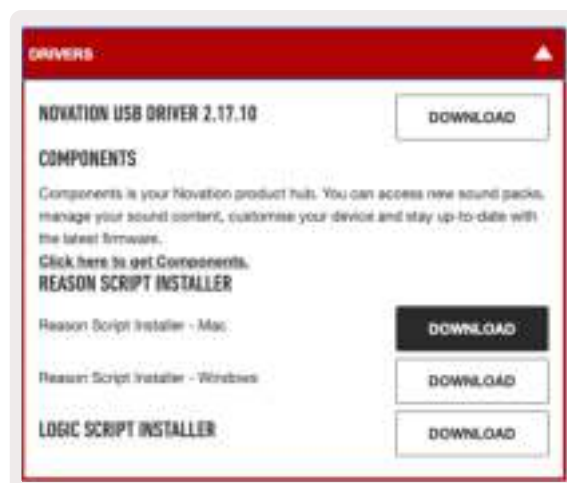 DRIVERS
NOVATION USB DRIVER 2.17.10
DOWNLOAD
COMPONENTS
Components is your Novation product hub. You can access new sound packs,
manage your sound content, customise your device and stay up-to-date with
the latest firmware.
Click here to get Components.
REASON SCRIPT INSTALLER
Reason Script Installer - Mac
DOWNLOAD
Reason Script Installer - Windows
DOWNLOAD
LOGIC SCRIPT INSTALLER
DOWNLOAD